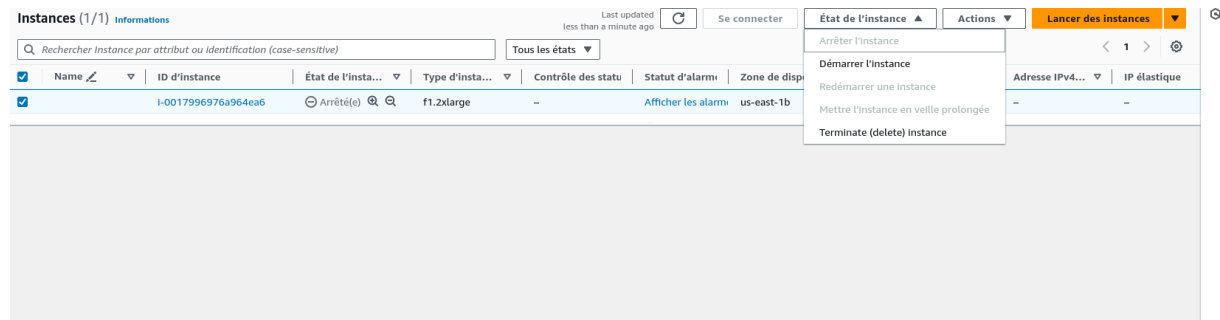 Instances (1/1) Informations
Last updated
less than a minute ago
Se connecter
État de l'instance
Actions
Lancer des instances
Rechercher Instance par attribut ou identification (case-sensitive)
Tous les états
1
Arrêter l'instance
Démarrer l'instance
Redémarrer une instance
Mettre l'instance en veille prolongée
Terminate (delete) instance
Name
ID d'instance
État de l'insta...
Type d'insta...
Contrôle des statu
Statut d'alarm
Zone de disp
Adresse IPv4...
IP élastique
i-0017996976a964ea6
Arrêté(e)
f1.2xlarge
–
Afficher les alarm
us-east-1b
–
–